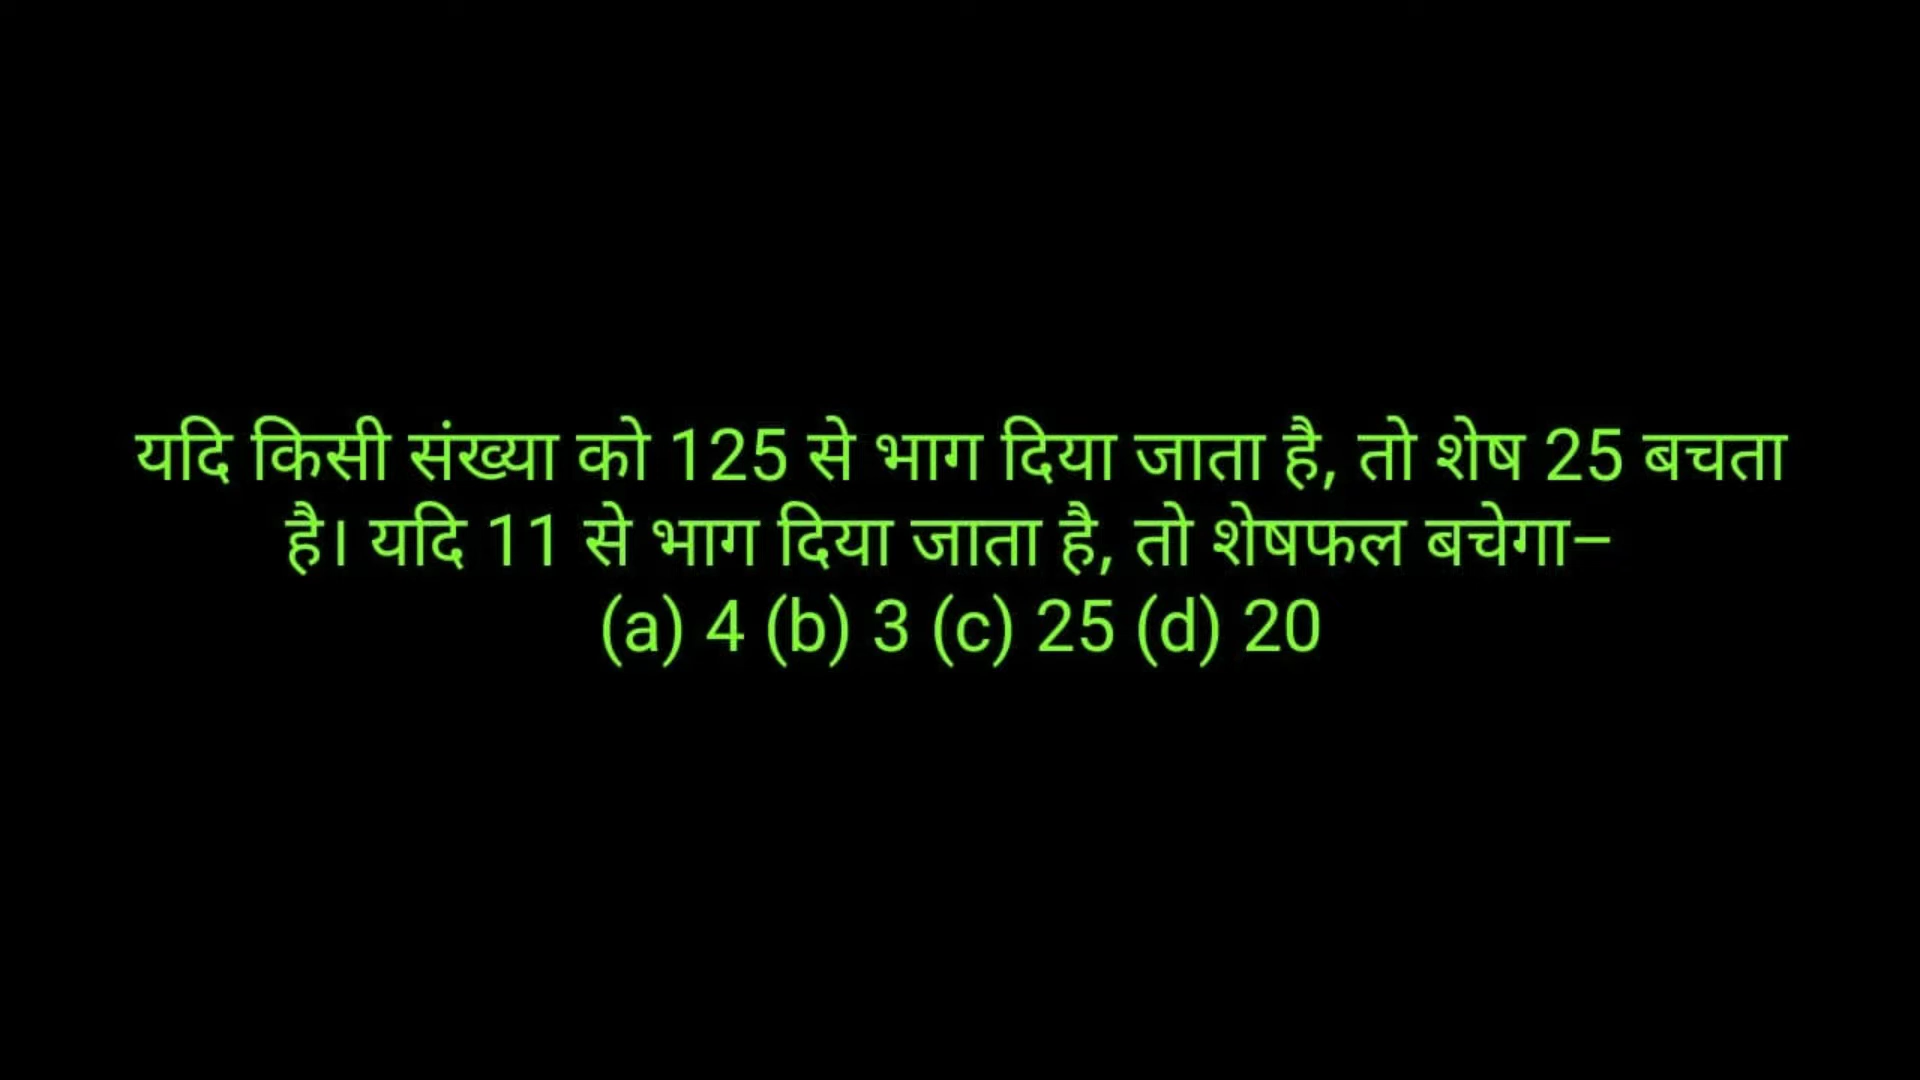 यदि किसी संख्या को 125 से भाग दिया जाता है, तो शेष 25 बचता
है। यदि 11 से भाग दिया जाता है, तो शेषफल बचेगा–
(a) 4 (b) 3 (c) 25 (d) 20